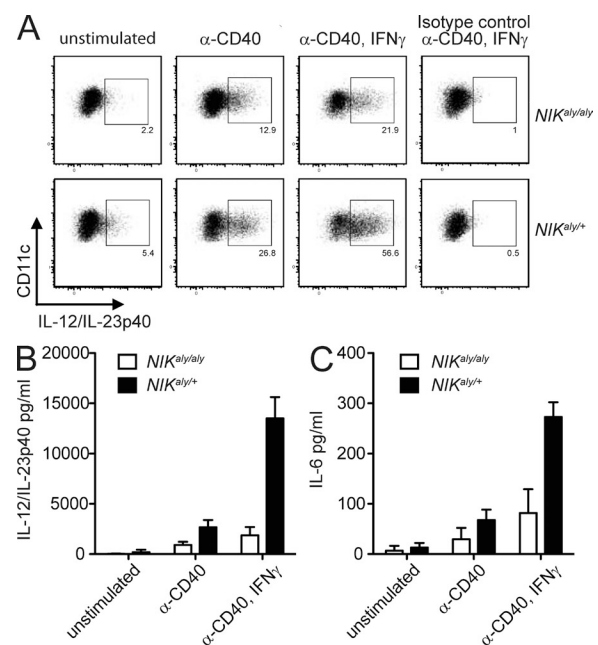 A
unstimulated
α-CD40
α-CD40, IFNγ
Isotype control
α-CD40, IFNγ
2.2
12.9
21.9
1
NIKaly/aly
5.4
26.8
56.6
0.5
NIKaly/+
CD11c
IL-12/IL-23p40
B
IL-12/IL-23p40 pg/ml
20000
15000
10000
5000
0
NIKaly/aly
NIKaly/+
unstimulated
α-CD40
α-CD40, IFNγ
C
IL-6 pg/ml
400
300
200
100
0
NIKaly/aly
NIKaly/+
unstimulated
α-CD40
α-CD40, IFNγ